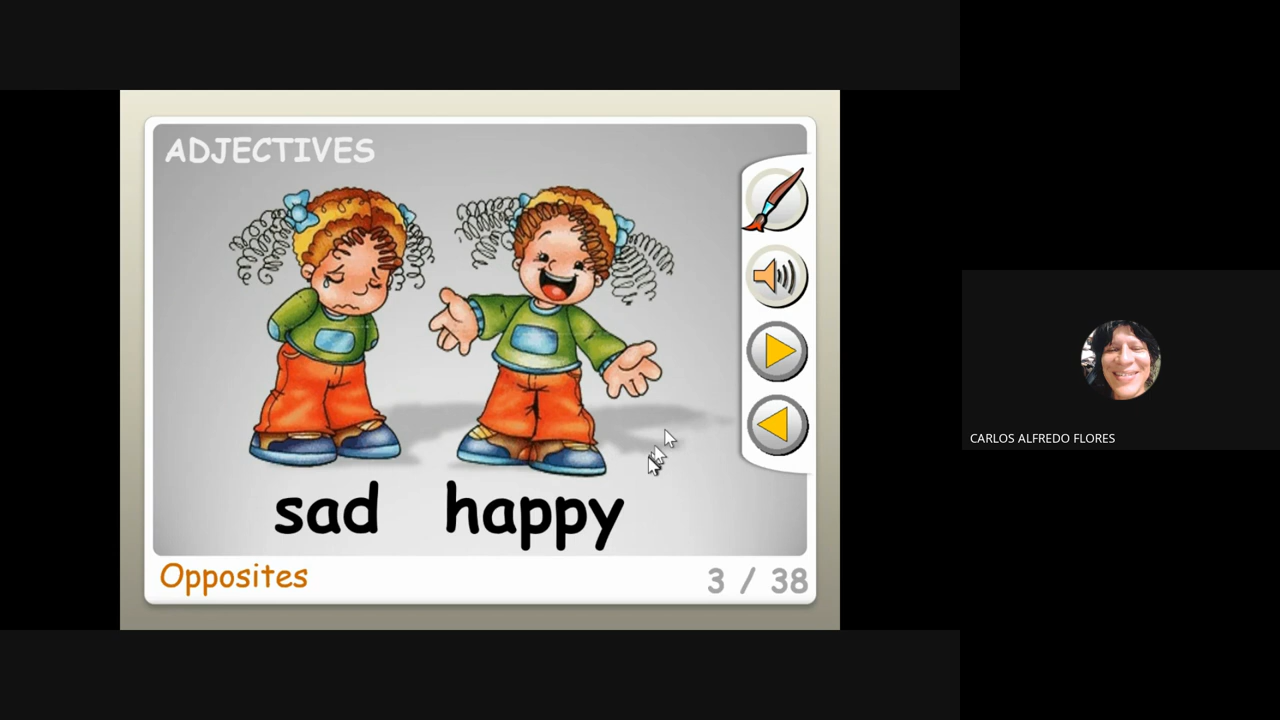 ADJECTIVES
sad happy
Opposites
3 / 38
CARLOS ALFREDO FLORES